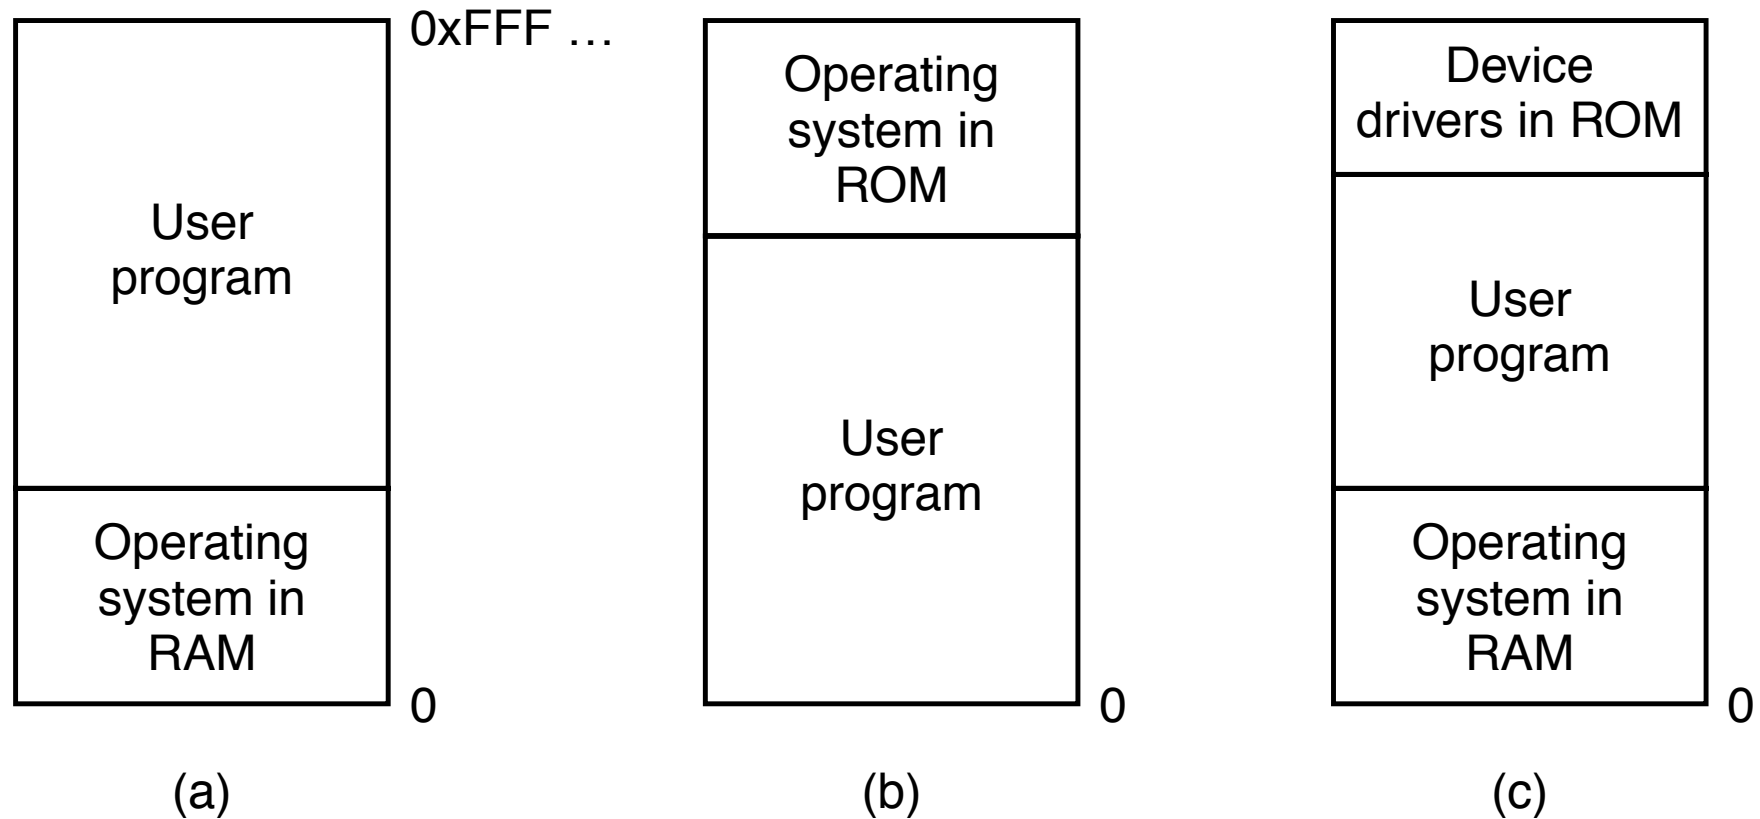 0xFFF …
User
program
Operating
system in
RAM
0
(a)
Operating
system in
ROM
User
program
0
(b)
Device
drivers in ROM
User
program
Operating
system in
RAM
0
(c)